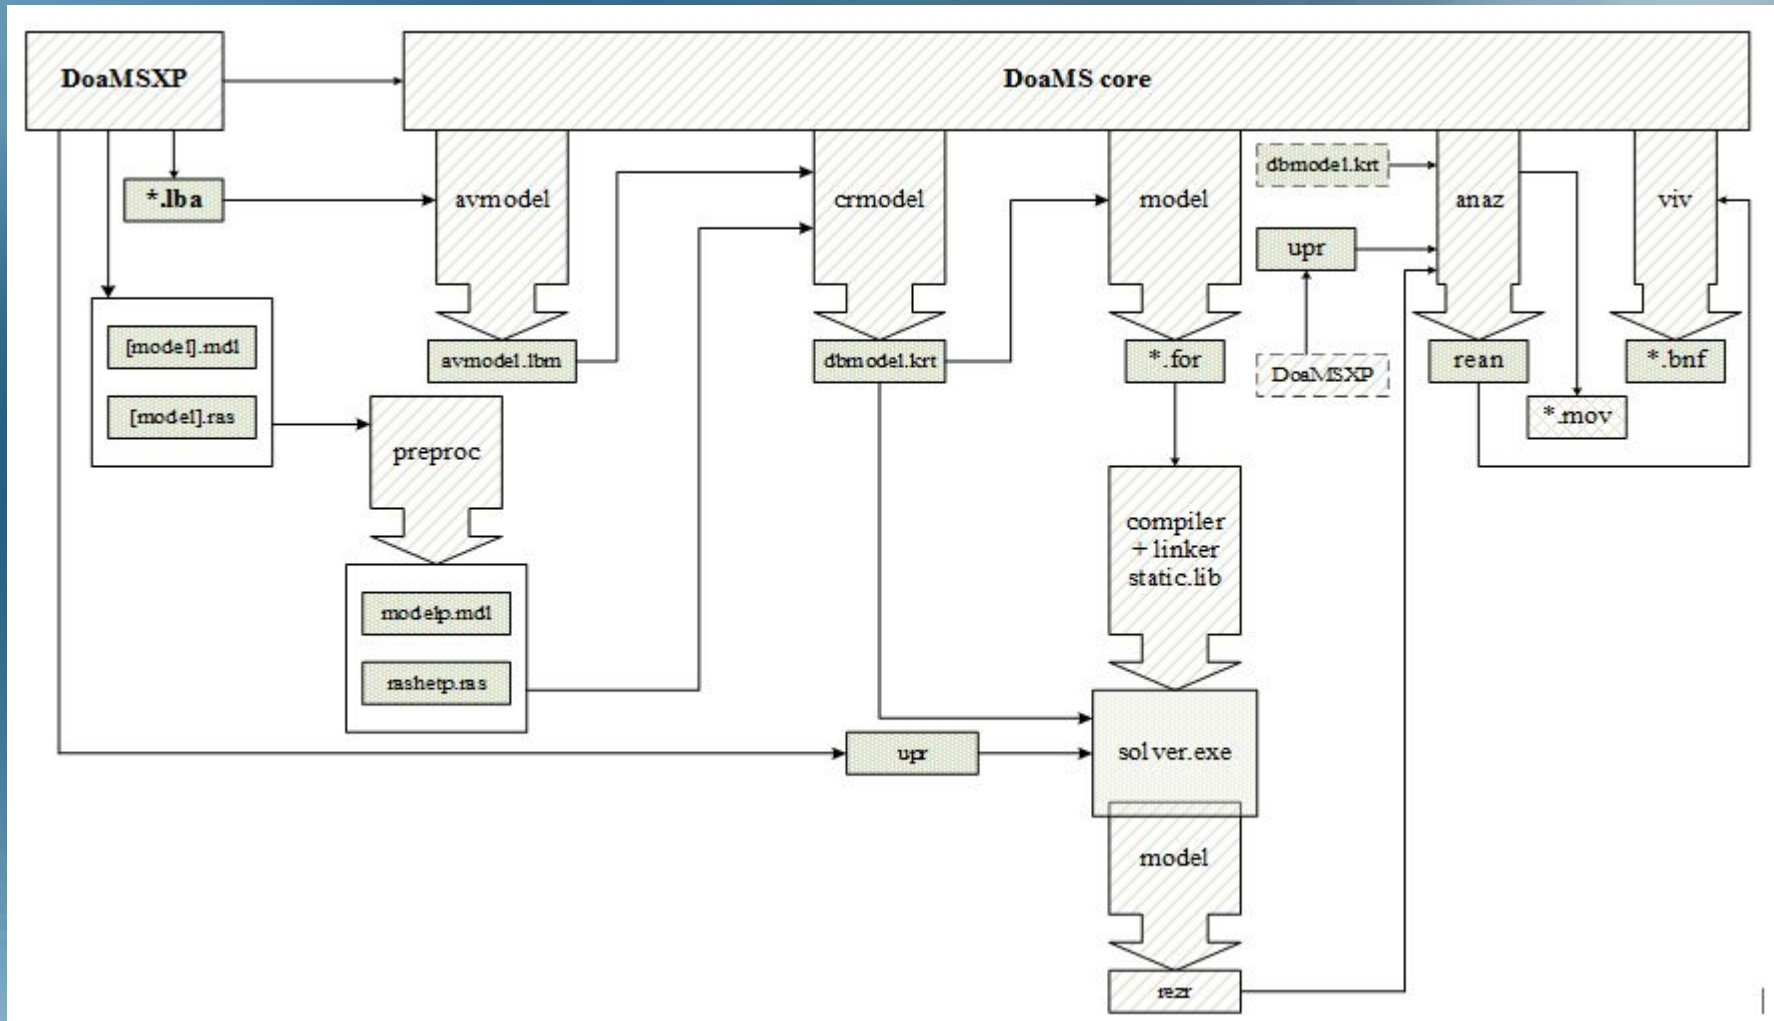 DoaMSXP
DoaMS core
*.lba
avmodel
crmodel
model
dbmodel.krt
anaz
viv
upr
[model].mdl
[model].ras
avmodel.lbm
dbmodel.krt
*.for
DoaMSXP
rean
*.bnf
*.mov
preproc
compiler
+ linker
static.lib
modelp.mdl
rashetp.ras
upr
solver.exe
model
rezr